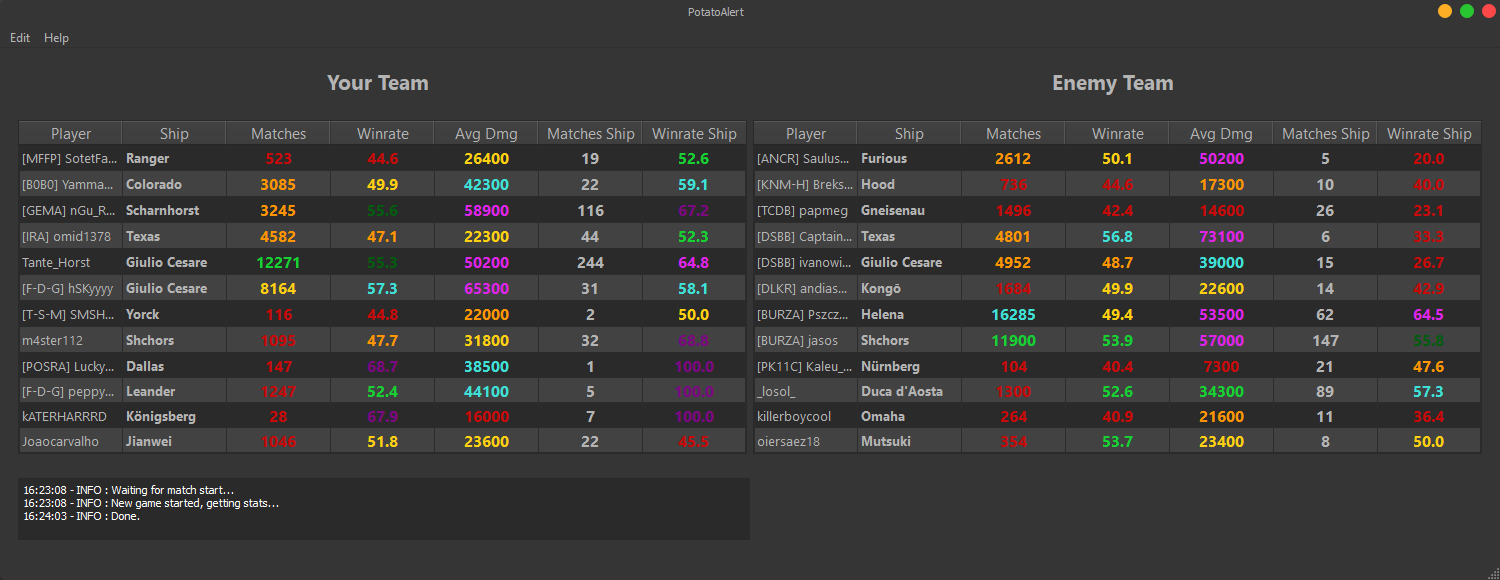 PotatoAlert
Edit Help
Your Team Enemy Team
Player Ship Matches Winrate Avg Dmg Matches Ship Winrate Ship Player Ship Matches Winrate Avg Dmg Matches Ship Winrate Ship
[MFFP] SotetFa... Ranger 523 44.6 26400 19 52.6 [ANCR] Saulus... Furious 2612 50.1 50200 5 20.0
[B0B0] Yamma... Colorado 3085 49.9 42300 22 59.1 [KNM-H] Breks... Hood 736 44.6 17300 10 40.0
[GEMA] nGu_R... Scharnhorst 3245 55.6 58900 116 67.2 [TCDB] papmeg Gneisenau 1496 42.4 14600 26 23.1
[IRA] omid1378 Texas 4582 47.1 22300 44 52.3 [DSBB] Captain... Texas 4801 56.8 73100 6 33.3
Tante_Horst Giulio Cesare 12271 55.3 50200 244 64.8 [DSBB] ivanowi... Giulio Cesare 4952 48.7 39000 15 26.7
[F-D-G] hSKyyyy Giulio Cesare 8164 57.3 65300 31 58.1 [DLKR] andias... Kongō 1684 49.9 22600 14 42.9
[T-S-M] SMSH... Yorck 116 44.8 22000 2 50.0 [BURZA] Pszcz... Helena 16285 49.4 53500 62 64.5
m4ster112 Shchors 1095 47.7 31800 32 68.8 [BURZA] jasos Shchors 11900 53.9 57000 147 55.8
[POSRA] Lucky... Dallas 147 68.7 38500 1 100.0 [PK11C] Kaleu_... Nürnberg 104 40.4 7300 21 47.6
[F-D-G] peppy... Leander 1247 52.4 44100 5 100.0 _losol_ Duca d'Aosta 1300 52.6 34300 89 57.3
kATERHARRRD Königsberg 28 67.9 16000 7 100.0 killerboycool Omaha 264 40.9 21600 11 36.4
Joaocarvalho Jianwei 1046 51.8 23600 22 45.5 oiersaez18 Mutsuki 354 53.7 23400 8 50.0
16:23:08 - INFO : Waiting for match start...
16:23:08 - INFO : New game started, getting stats...
16:24:03 - INFO : Done.